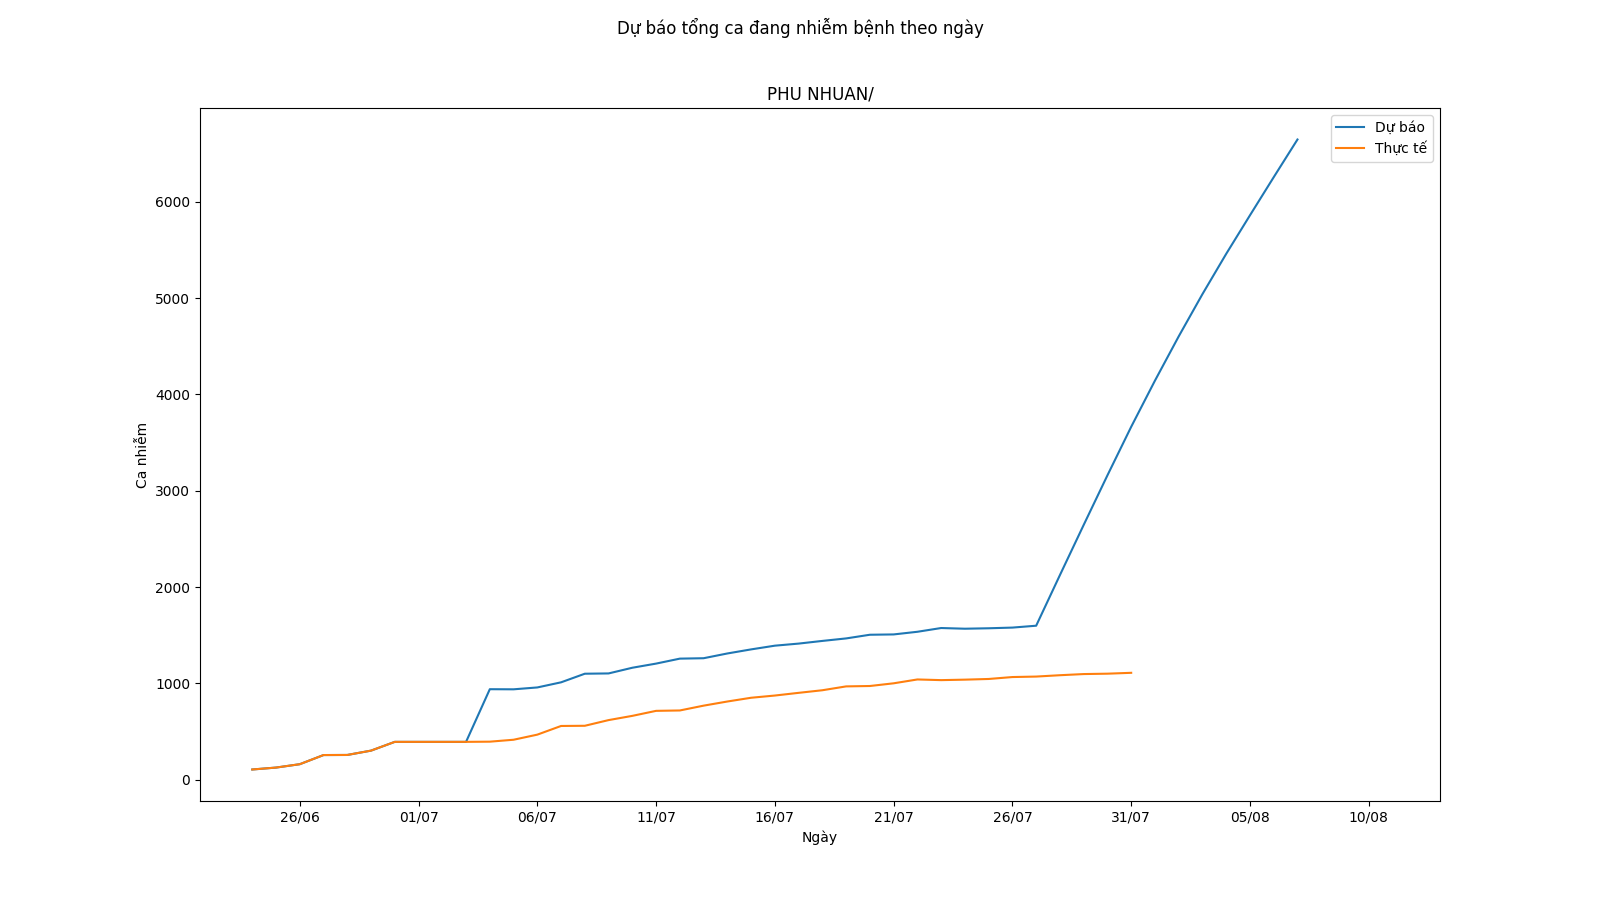 Dự báo tổng ca đang nhiễm bệnh theo ngày
PHU NHUAN/
Dự báo
Thực tế
6000
5000
4000
3000
2000
1000
0
Ca nhiễm
26/06
01/07
06/07
11/07
16/07
21/07
26/07
31/07
05/08
10/08
Ngày